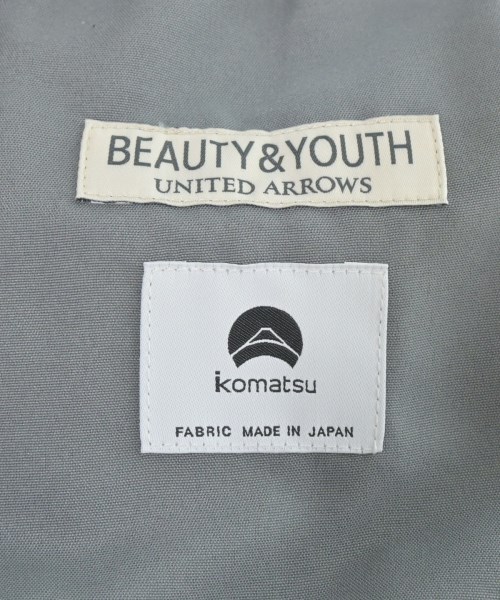 BEAUTY&YOUTH
UNITED ARROWS
komatsu
FABRIC MADE IN JAPAN